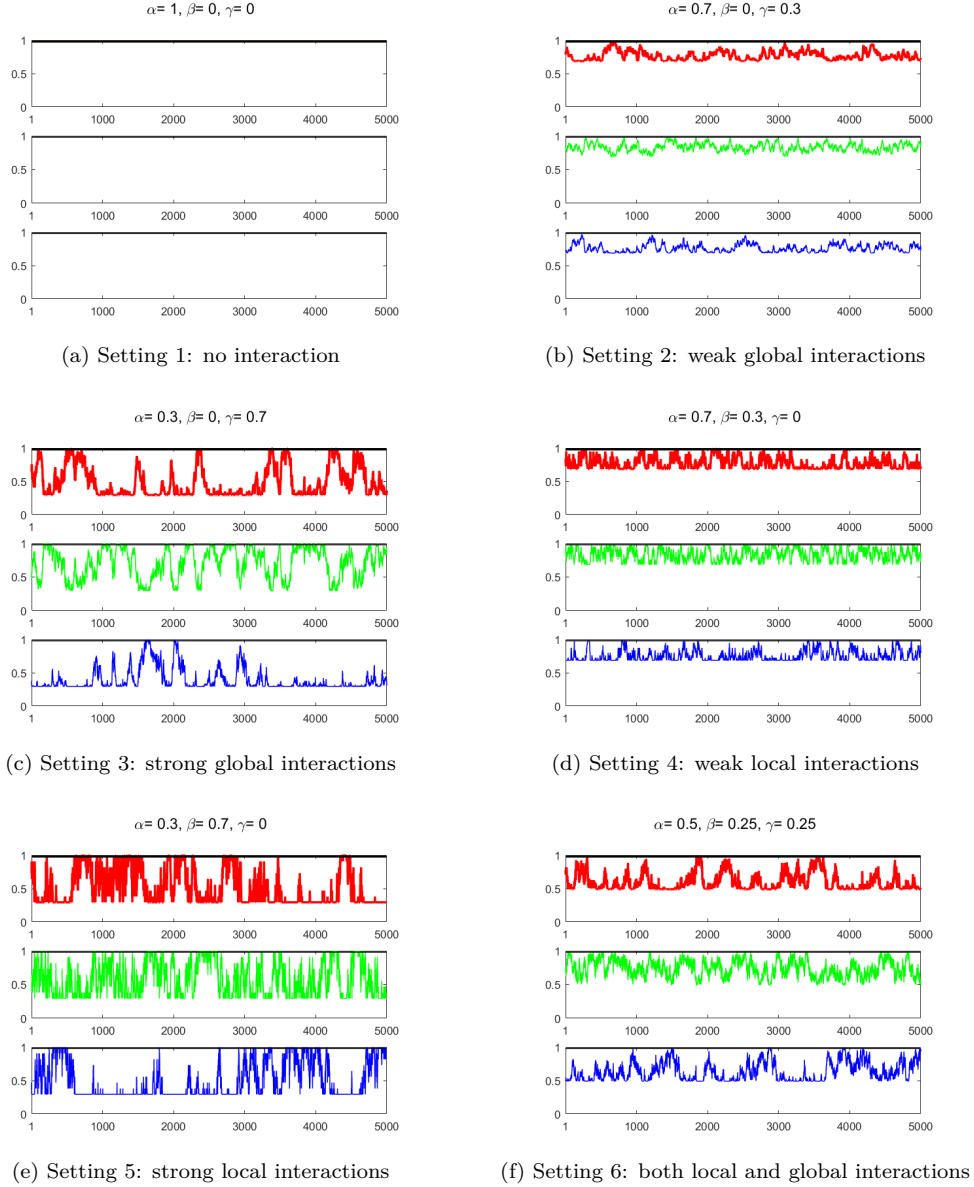 α= 1, β= 0, γ= 0
1
0.5
0
1 1000 2000 3000 4000 5000
1
0.5
0
1 1000 2000 3000 4000 5000
1
0.5
0
1 1000 2000 3000 4000 5000
(a) Setting 1: no interaction
α= 0.7, β= 0, γ= 0.3
1
0.5
0
1 1000 2000 3000 4000 5000
1
0.5
0
1 1000 2000 3000 4000 5000
1
0.5
0
1 1000 2000 3000 4000 5000
(b) Setting 2: weak global interactions
α= 0.3, β= 0, γ= 0.7
1
0.5
0
1 1000 2000 3000 4000 5000
1
0.5
0
1 1000 2000 3000 4000 5000
1
0.5
0
1 1000 2000 3000 4000 5000
(c) Setting 3: strong global interactions
α= 0.7, β= 0.3, γ= 0
1
0.5
0
1 1000 2000 3000 4000 5000
1
0.5
0
1 1000 2000 3000 4000 5000
1
0.5
0
1 1000 2000 3000 4000 5000
(d) Setting 4: weak local interactions
α= 0.3, β= 0.7, γ= 0
1
0.5
0
1 1000 2000 3000 4000 5000
1
0.5
0
1 1000 2000 3000 4000 5000
1
0.5
0
1 1000 2000 3000 4000 5000
(e) Setting 5: strong local interactions
α= 0.5, β= 0.25, γ= 0.25
1
0.5
0
1 1000 2000 3000 4000 5000
1
0.5
0
1 1000 2000 3000 4000 5000
1
0.5
0
1 1000 2000 3000 4000 5000
(f) Setting 6: both local and global interactions